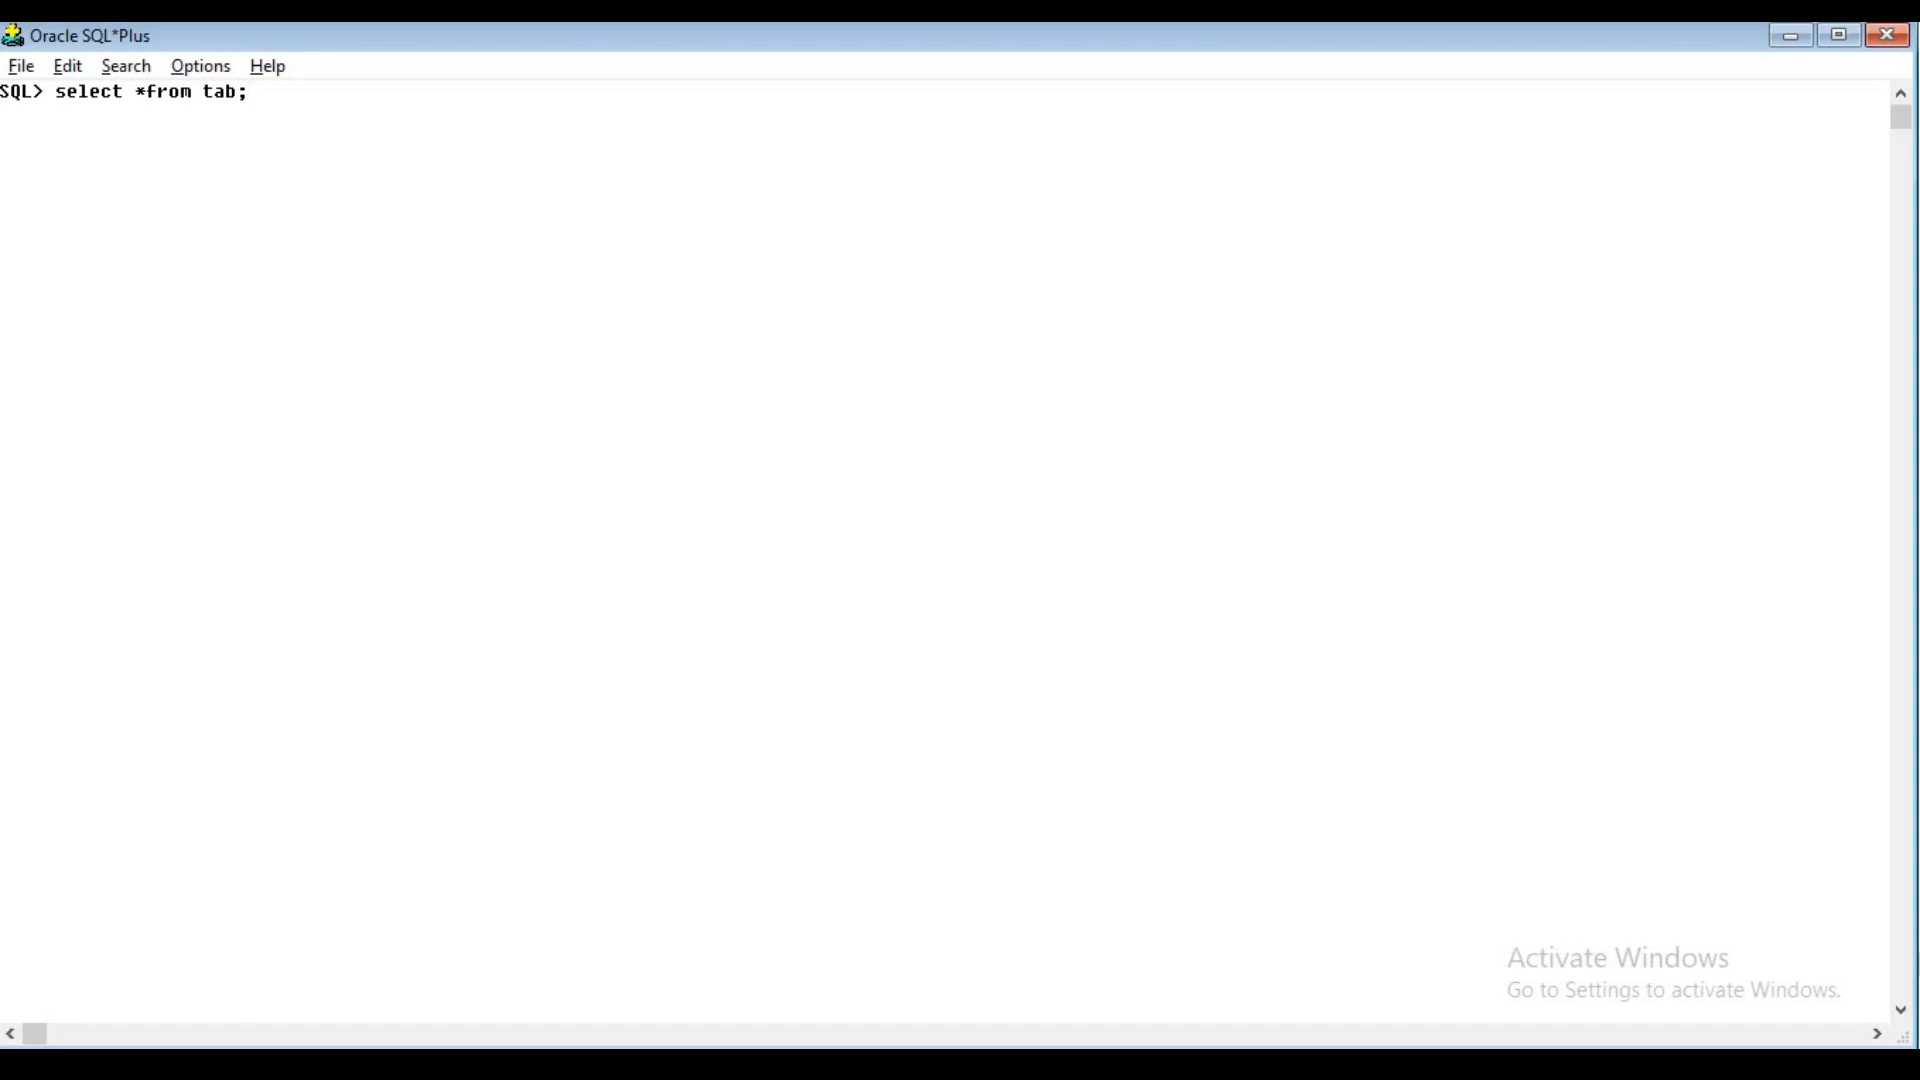 Oracle SQL*Plus
File Edit Search Options Help
SQL> select *from tab;
Activate Windows
Go to Settings to activate Windows.